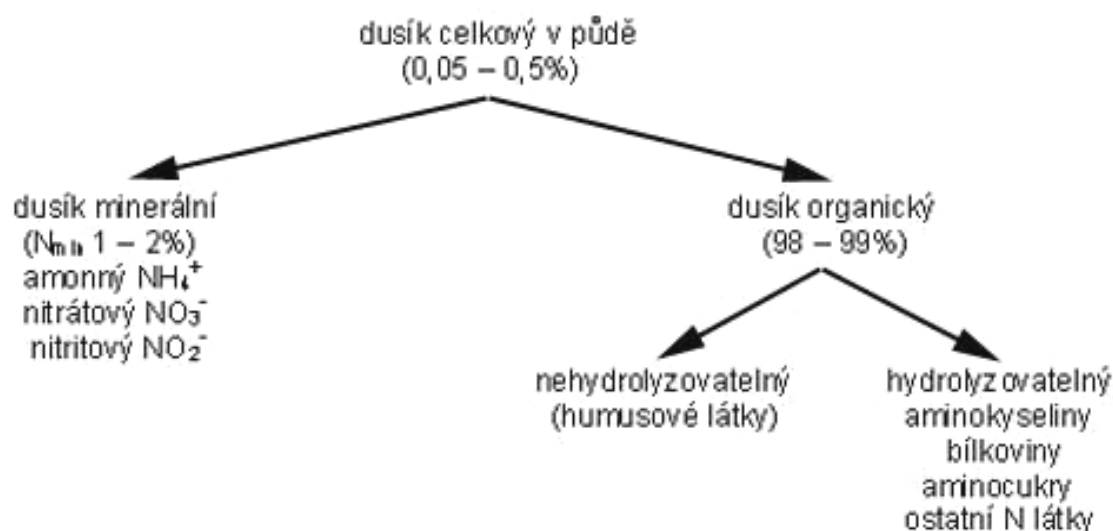 dusík celkový v půdě
(0,05 – 0,5%)
dusík minerální
(Nmin 1 – 2%)
amonný NH₄⁺
nitrátový NO₃⁻
nitritový NO₂⁻
dusík organický
(98 – 99%)
nehydrolyzovatelný
(humusové látky)
hydrolyzovatelný
aminokyseliny
bílkoviny
aminocukry
ostatní N látky